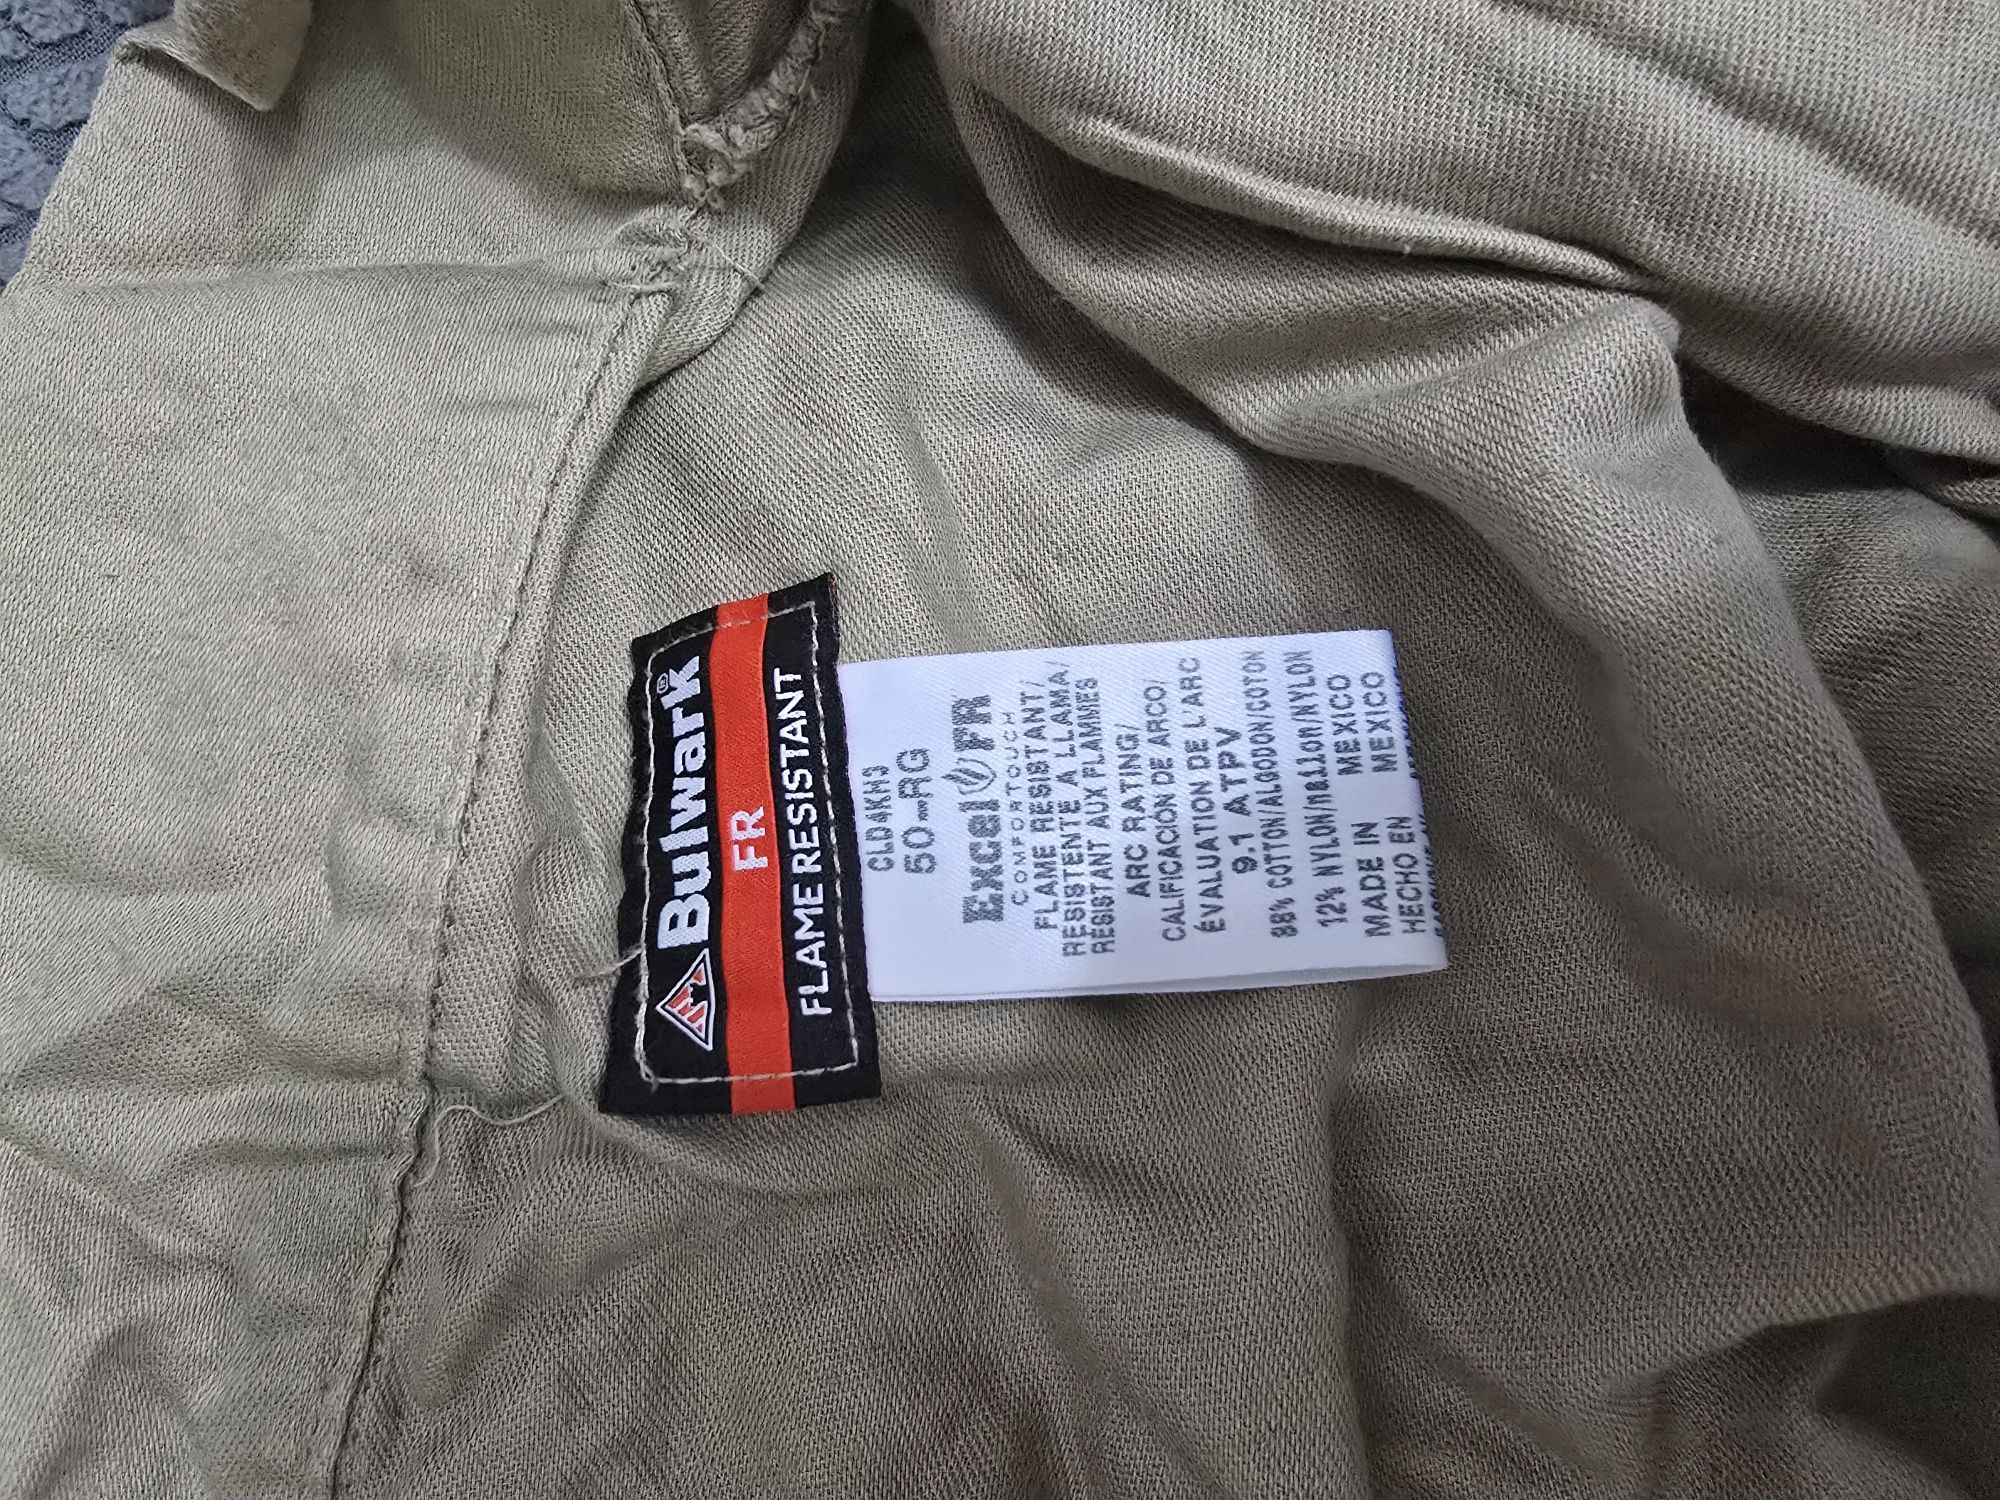 Bulwark®
FR
FLAME RESISTANT
CLD4KH3
50-RG
Excel FR
COMFORTOUCH
FLAME RESISTANT/
RESISTENTE A LLAMA/
RÉSISTANT AUX FLAMMES
ARC RATING/
CALIFICACIÓN DE ARCO/
ÉVALUATION DE L'ARC
9.1 ATPV
88% COTTON/ALGODON/COTON
12% NYLON/nailon/NYLON
MADE IN MEXICO
HECHO EN MEXICO